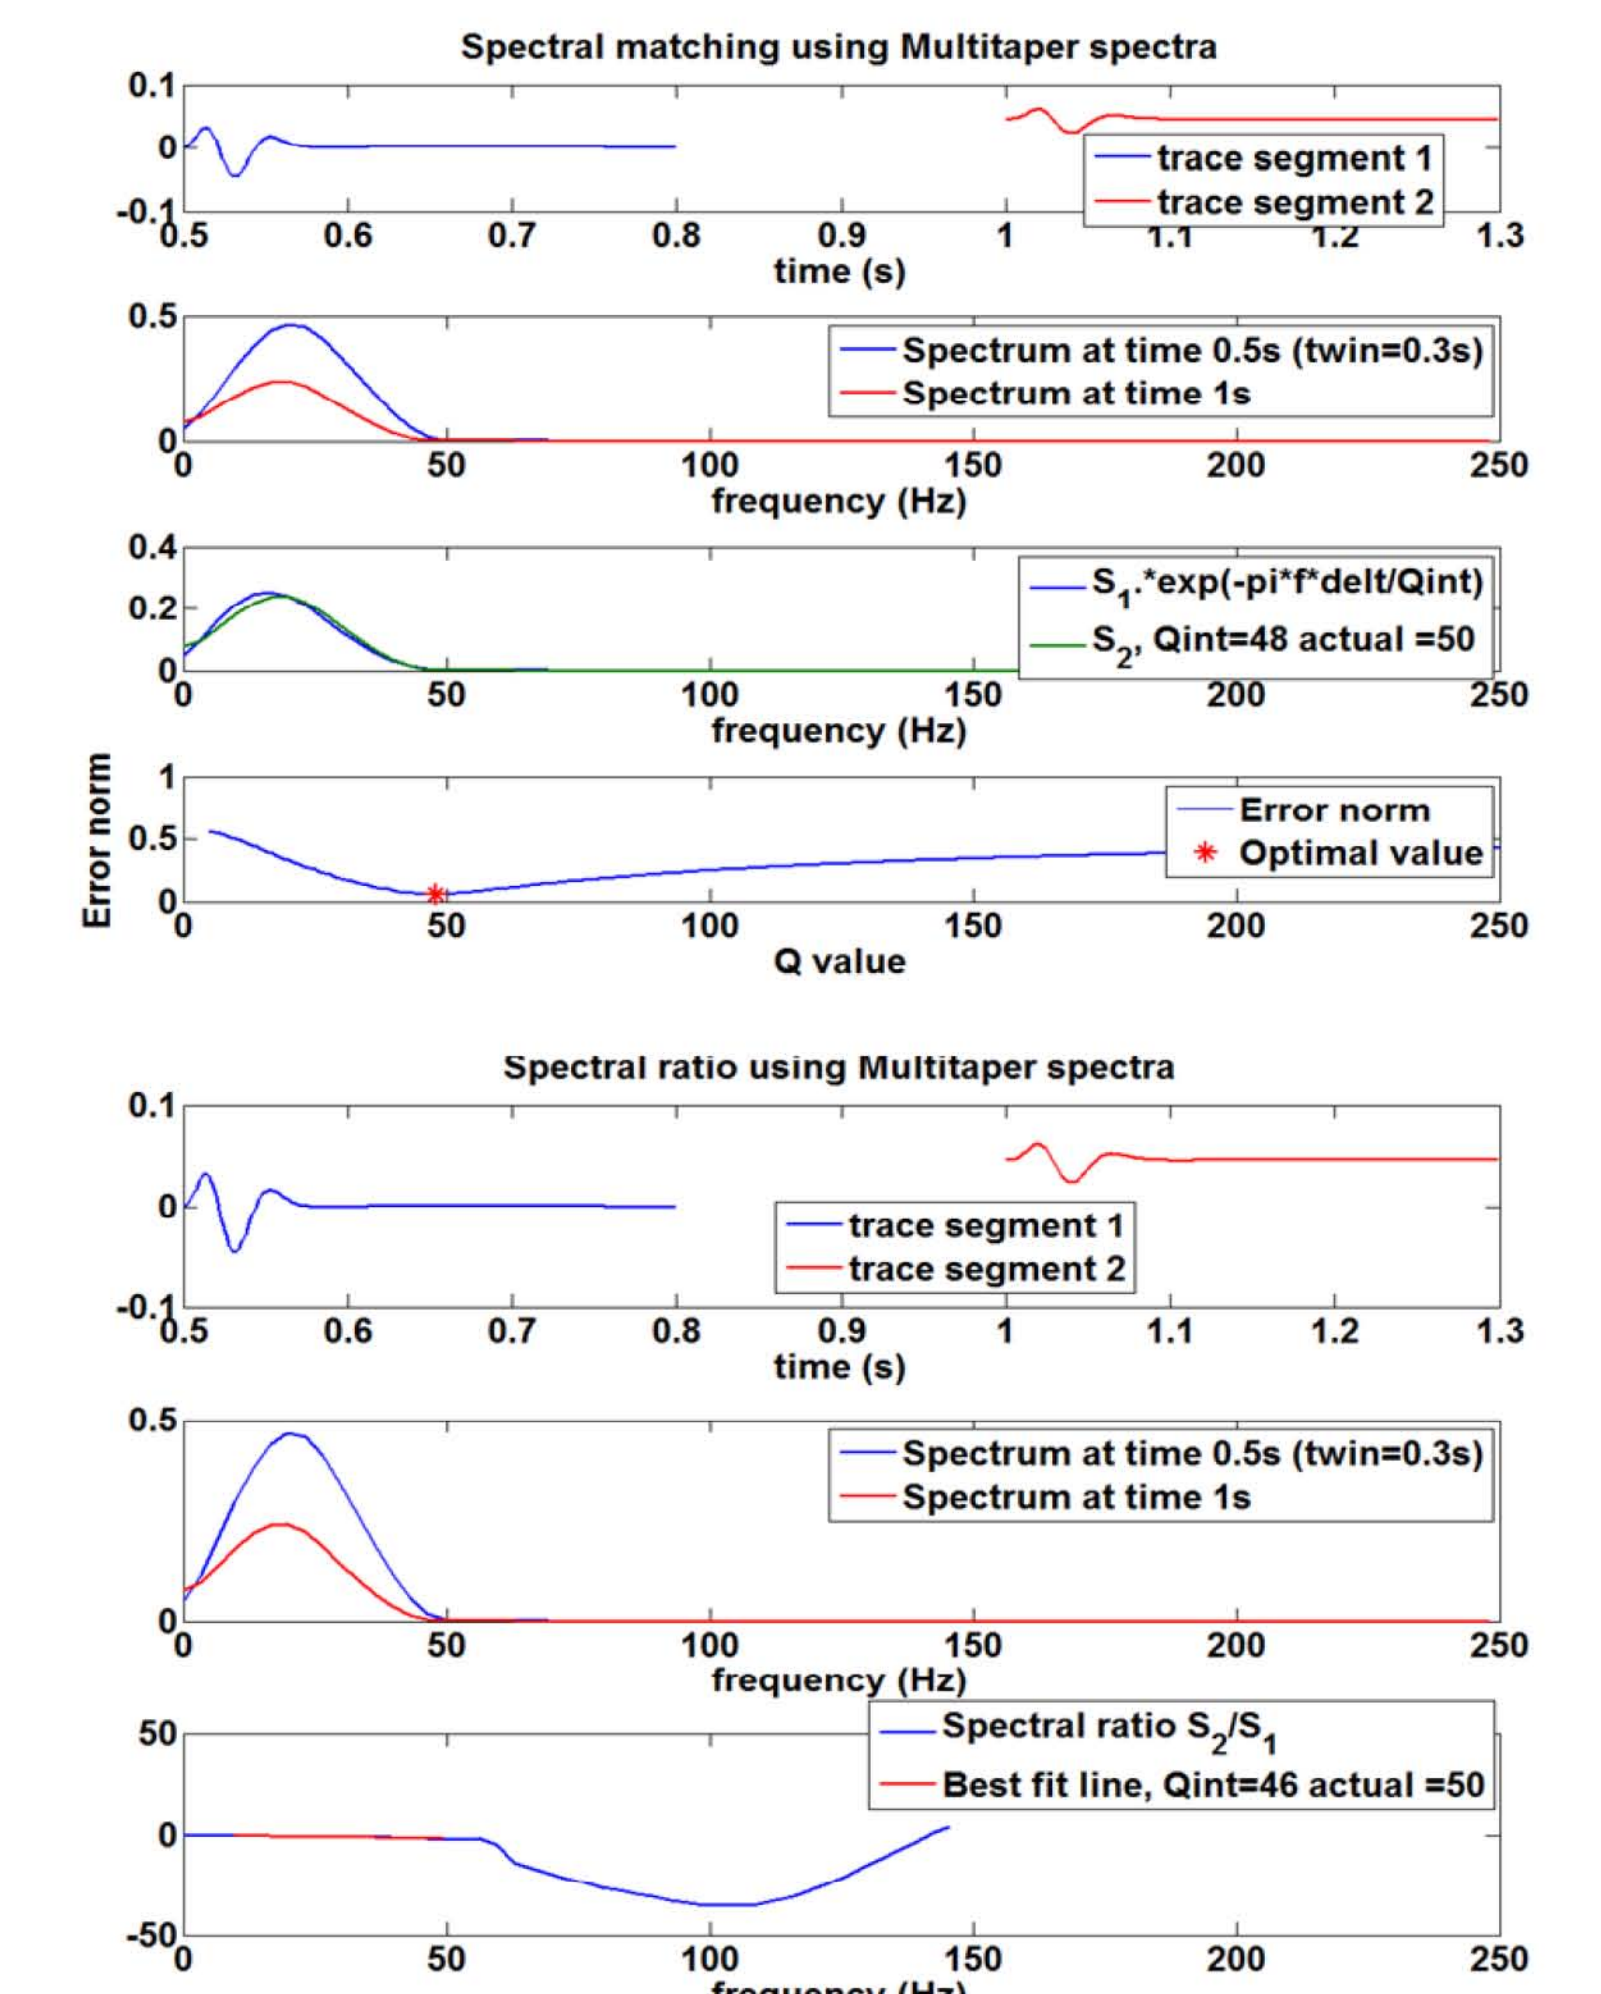 Spectral matching using Multitaper spectra
0.1
0
-0.1
trace segment 1
trace segment 2
0.5 0.6 0.7 0.8 0.9 1 1.1 1.2 1.3
time (s)
0.5
0
Spectrum at time 0.5s (twin=0.3s)
Spectrum at time 1s
0 50 100 150 200 250
frequency (Hz)
0.4
0.2
0
S1.*exp(-pi*f*delt/Qint)
S2, Qint=48 actual =50
0 50 100 150 200 250
frequency (Hz)
Error norm
1
0.5
0
Error norm
Optimal value
0 50 100 150 200 250
Q value
Spectral ratio using Multitaper spectra
0.1
0
-0.1
trace segment 1
trace segment 2
0.5 0.6 0.7 0.8 0.9 1 1.1 1.2 1.3
time (s)
0.5
0
Spectrum at time 0.5s (twin=0.3s)
Spectrum at time 1s
0 50 100 150 200 250
frequency (Hz)
50
0
-50
Spectral ratio S2/S1
Best fit line, Qint=46 actual =50
0 50 100 150 200 250
frequency (Hz)